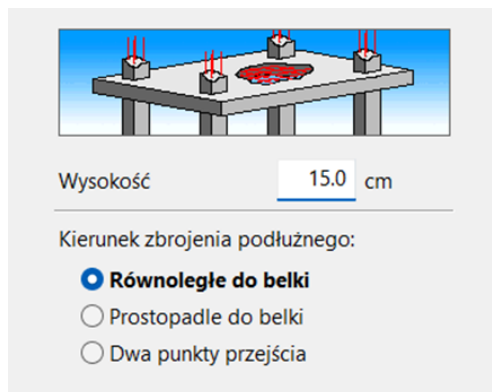 Wysokość 15.0 cm
Kierunek zbrojenia podłużnego:
Równoległe do belki
Prostopadle do belki
Dwa punkty przejścia